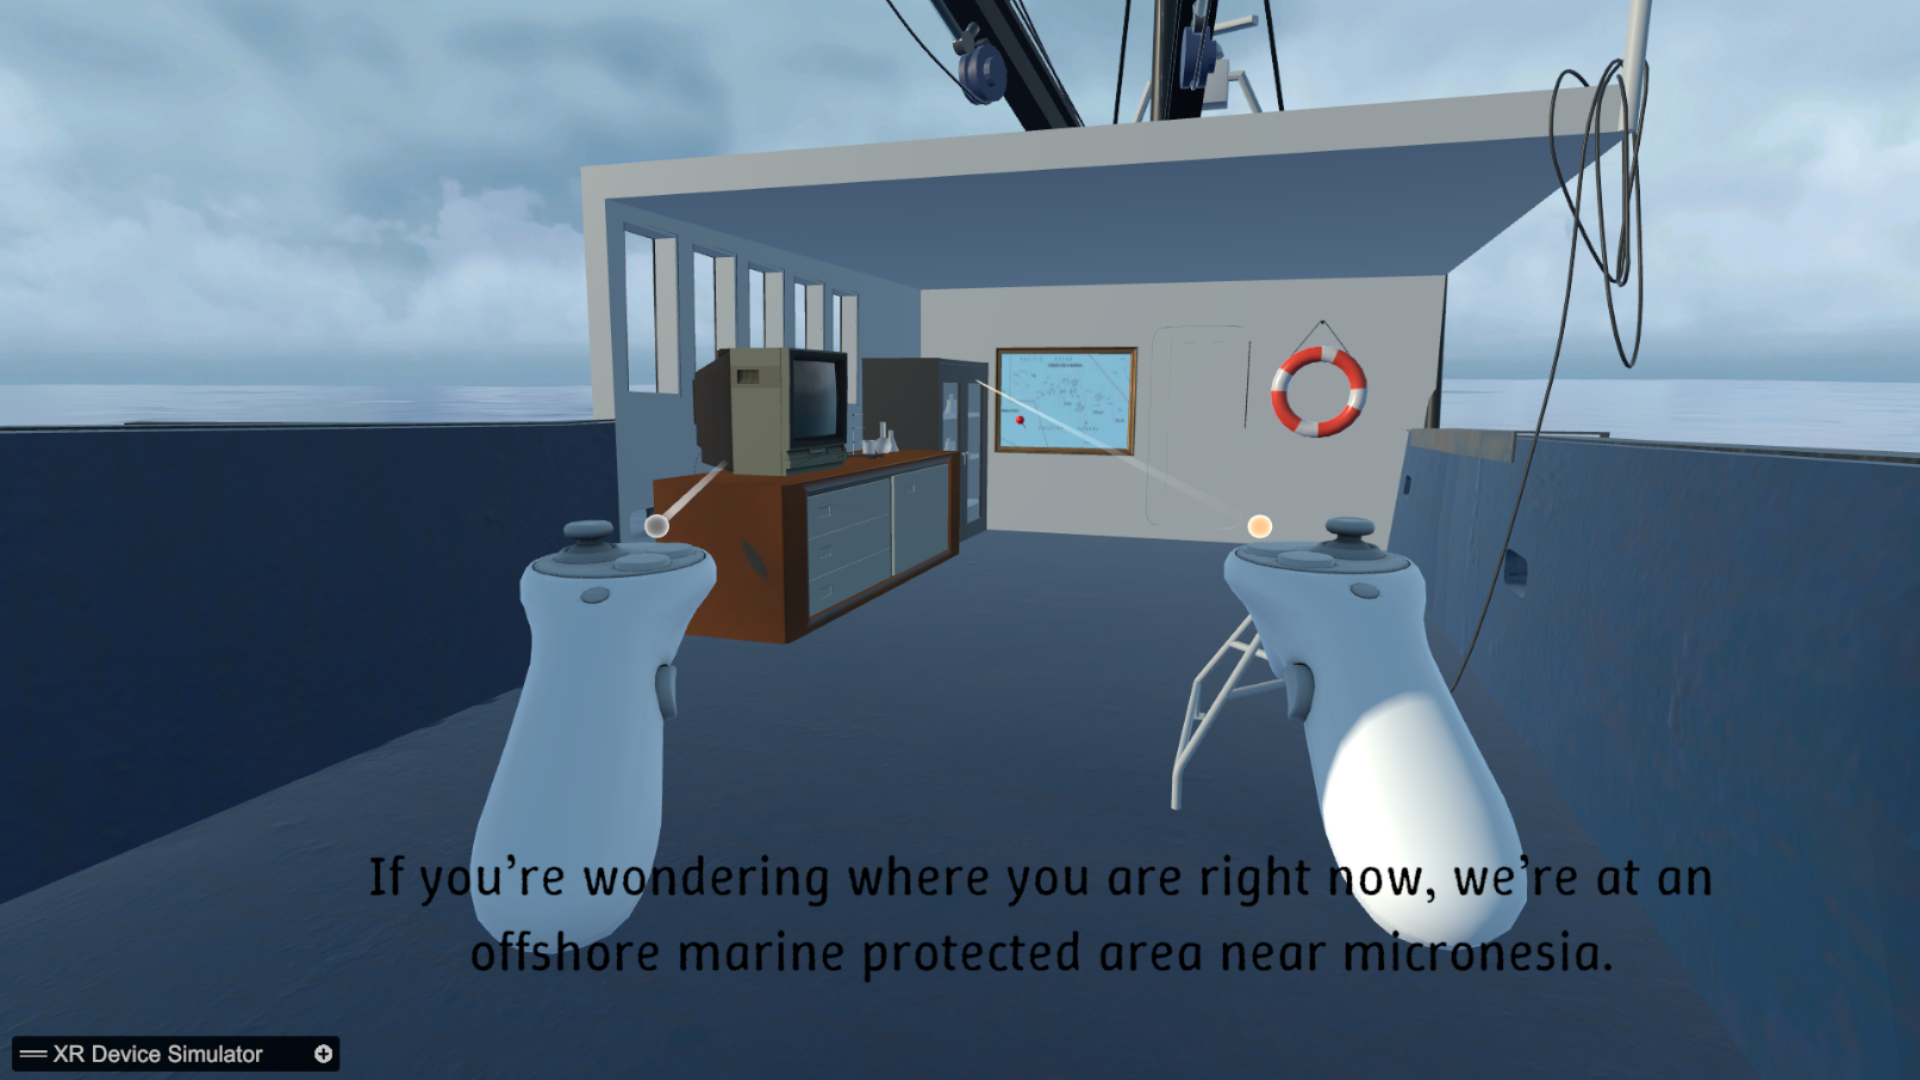 If you're wondering where you are right now, we're at an
offshore marine protected area near micronesia.
XR Device Simulator